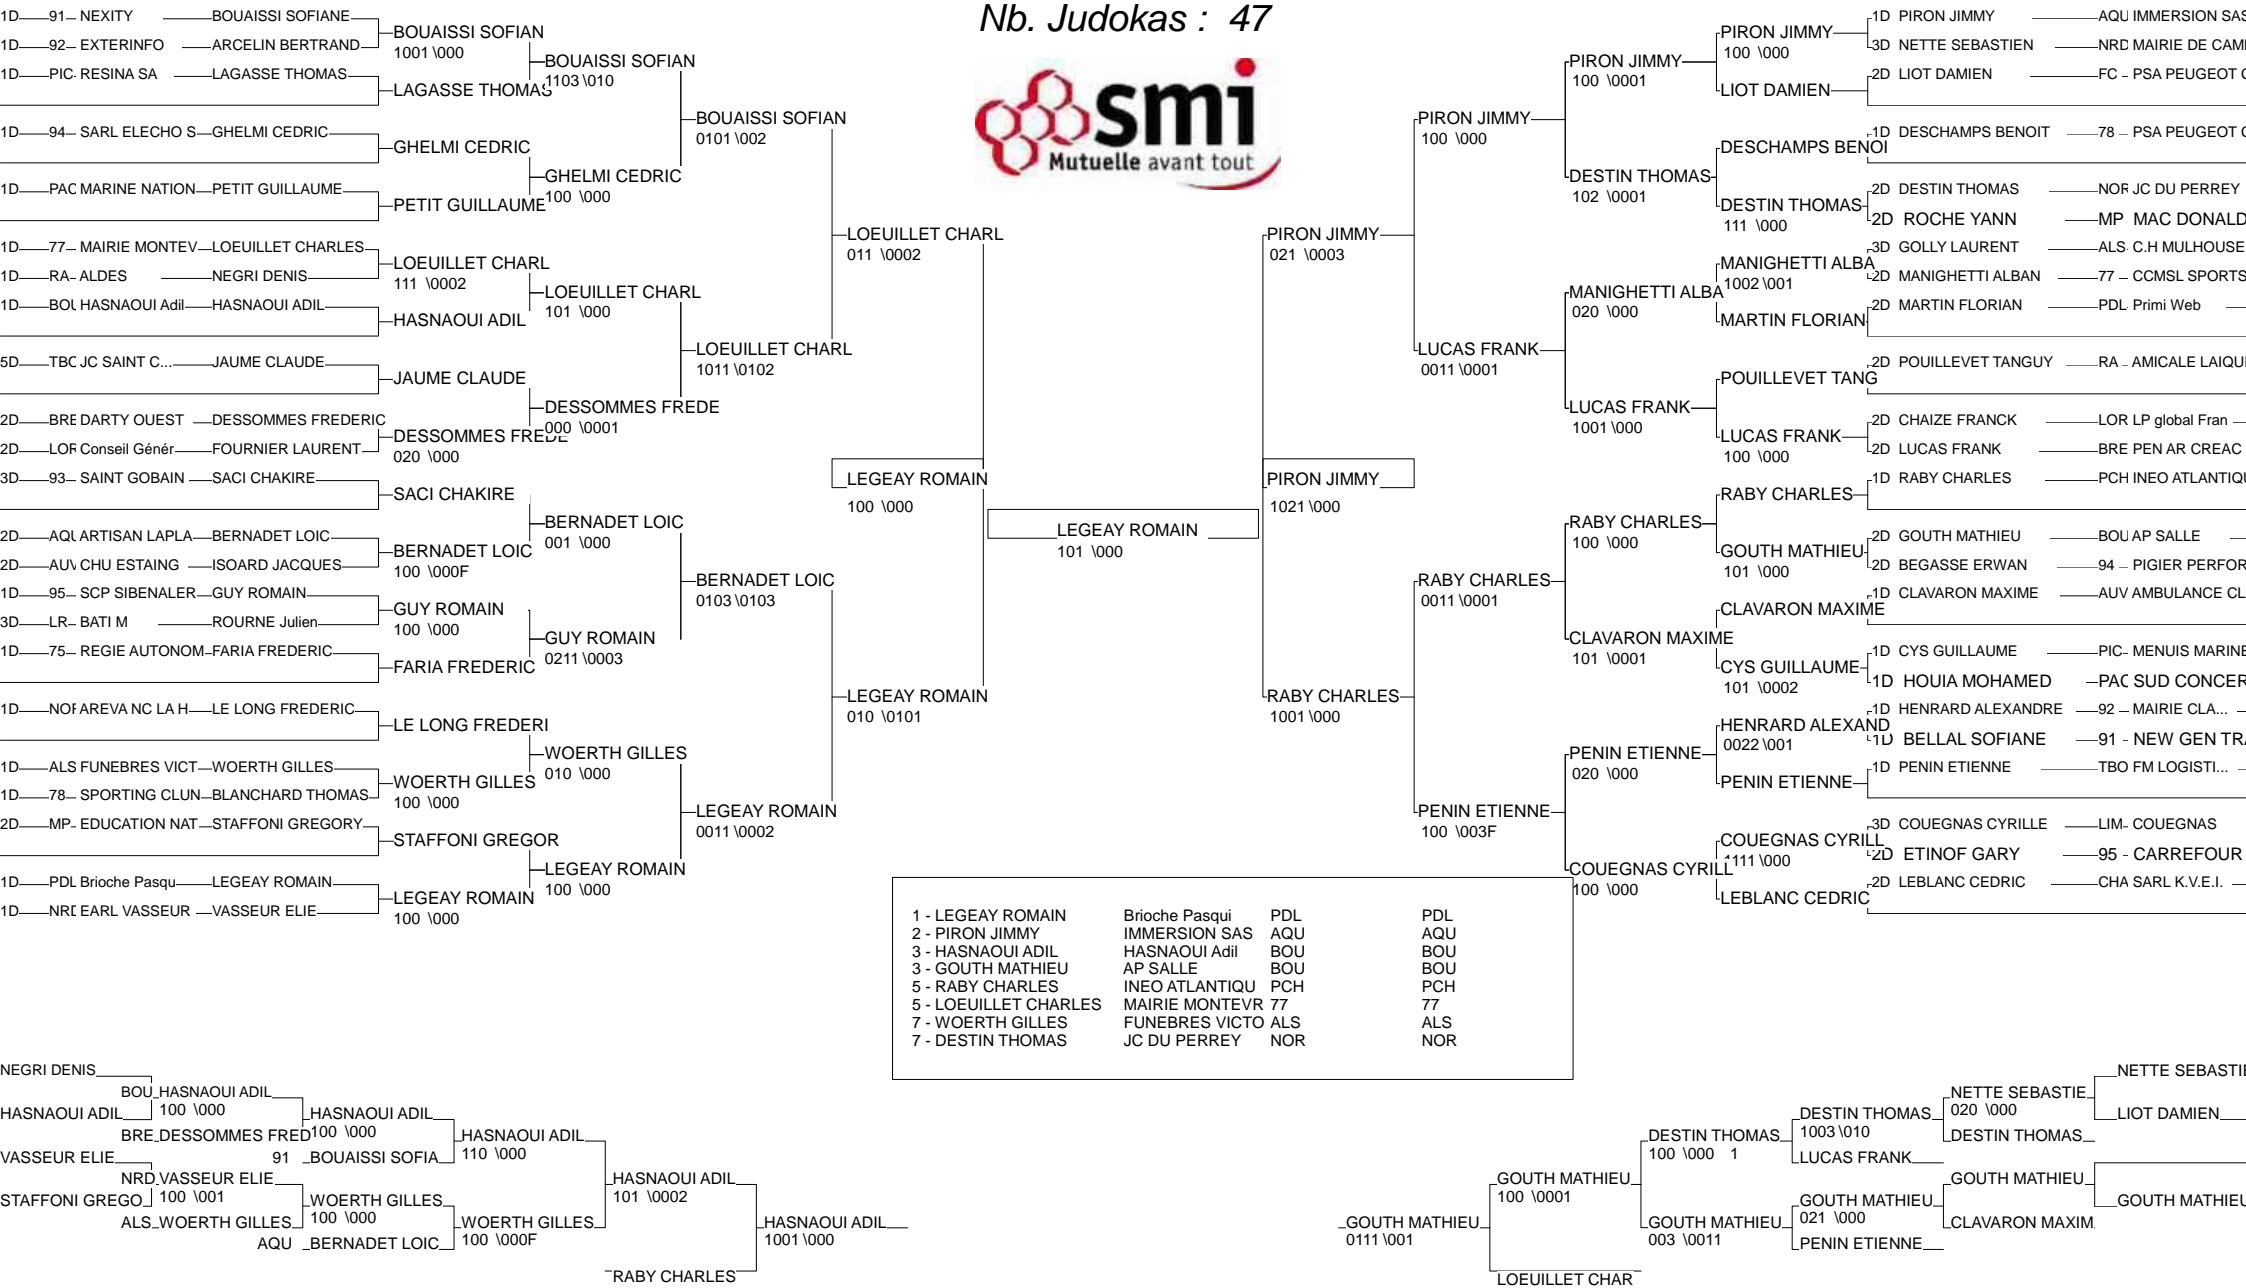 Nb. Judokas : 47
smi
Mutuelle avant tout
1D 91 NEXITY BOUAISSI SOFIANE
1D 92 EXTERINFO ARCELIN BERTRAND
1D PIC RESINA SA LAGASSE THOMAS
1D 94 SARL ELECHO S GHELMI CEDRIC
1D PAC MARINE NATION PETIT GUILLAUME
1D 77 MAIRIE MONTEV LOEUILLET CHARLES
1D RA ALDES NEGRI DENIS
1D BOU HASNAOUI Adil HASNAOUI ADIL
5D TBO JC SAINT C... JAUME CLAUDE
2D BRE DARTY OUEST DESSOMMES FREDERIC
2D LOR Conseil Génér FOURNIER LAURENT
3D 93 SAINT GOBAIN SACI CHAKIRE
2D AQU ARTISAN LAPLA BERNADET LOIC
2D AUV CHU ESTAING ISOARD JACQUES
1D 95 SCP SIBENALER GUY ROMAIN
3D LR BATI M ROURNE Julien
1D 75 REGIE AUTONOM FARIA FREDERIC
1D NOR AREVA NC LA H LE LONG FREDERIC
1D ALS FUNEBRES VICT WOERTH GILLES
1D 78 SPORTING CLUN BLANCHARD THOMAS
2D MP EDUCATION NAT STAFFONI GREGORY
1D PDL Brioche Pasqu LEGEAY ROMAIN
1D NRD EARL VASSEUR VASSEUR ELIE
BOUAISSI SOFIAN
1001 \000
LAGASSE THOMAS
GHELMI CEDRIC
PETIT GUILLAUME
LOEUILLET CHARL
111 \0002
HASNAOUI ADIL
JAUME CLAUDE
DESSOMMES FREDE
020 \000
SACI CHAKIRE
BERNADET LOIC
100 \000F
GUY ROMAIN
100 \000
FARIA FREDERIC
LE LONG FREDERI
WOERTH GILLES
100 \000
STAFFONI GREGOR
LEGEAY ROMAIN
100 \000
BOUAISSI SOFIAN
1103 \010
GHELMI CEDRIC
100 \000
LOEUILLET CHARL
101 \000
DESSOMMES FREDE
000 \0001
BERNADET LOIC
001 \000
GUY ROMAIN
0211 \0003
WOERTH GILLES
010 \000
LEGEAY ROMAIN
100 \000
BOUAISSI SOFIAN
0101 \002
LOEUILLET CHARL
1011 \0102
BERNADET LOIC
0103 \0103
LEGEAY ROMAIN
0011 \0002
LOEUILLET CHARL
011 \0002
LEGEAY ROMAIN
010 \0101
LEGEAY ROMAIN
100 \000
LEGEAY ROMAIN
101 \000
PIRON JIMMY
1021 \000
PIRON JIMMY
021 \0003
RABY CHARLES
1001 \000
PIRON JIMMY
100 \000
LUCAS FRANK
0011 \0001
RABY CHARLES
0011 \0001
PENIN ETIENNE
100 \003F
PIRON JIMMY
100 \0001
DESTIN THOMAS
102 \0001
MANIGHETTI ALBA
020 \000
LUCAS FRANK
1001 \000
RABY CHARLES
100 \000
CLAVARON MAXIME
101 \0001
PENIN ETIENNE
020 \000
COUEGNAS CYRILL
100 \000
PIRON JIMMY
100 \000
LIOT DAMIEN
DESCHAMPS BENOI
DESTIN THOMAS
111 \000
MANIGHETTI ALBA
1002 \001
MARTIN FLORIAN
POUILLEVET TANG
LUCAS FRANK
100 \000
RABY CHARLES
GOUTH MATHIEU
101 \000
CLAVARON MAXIME
CYS GUILLAUME
101 \0002
HENRARD ALEXAND
0022 \001
PENIN ETIENNE
COUEGNAS CYRILL
1111 \000
LEBLANC CEDRIC
1D PIRON JIMMY AQU IMMERSION SAS
3D NETTE SEBASTIEN NRD MAIRIE DE CAM
2D LIOT DAMIEN FC PSA PEUGEOT
1D DESCHAMPS BENOIT 78 PSA PEUGEOT
2D DESTIN THOMAS NOR JC DU PERREY
2D ROCHE YANN MP MAC DONALD
3D GOLLY LAURENT ALS C.H MULHOUSE
2D MANIGHETTI ALBAN 77 CCMSL SPORTS
2D MARTIN FLORIAN PDL Primi Web
2D POUILLEVET TANGUY RA AMICALE LAIQU
2D CHAIZE FRANCK LOR LP global Fran
2D LUCAS FRANK BRE PEN AR CREAC
1D RABY CHARLES PCH INEO ATLANTIQU
2D GOUTH MATHIEU BOU AP SALLE
2D BEGASSE ERWAN 94 PIGIER PERFOR
1D CLAVARON MAXIME AUV AMBULANCE CL
1D CYS GUILLAUME PIC MENUIS MARINE
1D HOUIA MOHAMED PAC SUD CONCER
1D HENRARD ALEXANDRE 92 MAIRIE CLA...
1D BELLAL SOFIANE 91 NEW GEN TR
1D PENIN ETIENNE TBO FM LOGISTI...
3D COUEGNAS CYRILLE LIM COUEGNAS
2D ETINOF GARY 95 CARREFOUR
2D LEBLANC CEDRIC CHA SARL K.V.E.I.
1 - LEGEAY ROMAIN Brioche Pasqui PDL PDL
2 - PIRON JIMMY IMMERSION SAS AQU AQU
3 - HASNAOUI ADIL HASNAOUI Adil BOU BOU
3 - GOUTH MATHIEU AP SALLE BOU BOU
5 - RABY CHARLES INEO ATLANTIQU PCH PCH
5 - LOEUILLET CHARLES MAIRIE MONTEVR 77 77
7 - WOERTH GILLES FUNEBRES VICTO ALS ALS
7 - DESTIN THOMAS JC DU PERREY NOR NOR
NEGRI DENIS
HASNAOUI ADIL
VASSEUR ELIE
STAFFONI GREGO
BOU HASNAOUI ADIL
100 \000
BRE DESSOMMES FRED
NRD VASSEUR ELIE
100 \001
ALS WOERTH GILLES
HASNAOUI ADIL
100 \000
91 BOUAISSI SOFIA
WOERTH GILLES
100 \000
AQU BERNADET LOIC
HASNAOUI ADIL
110 \000
WOERTH GILLES
100 \000F
HASNAOUI ADIL
101 \0002
RABY CHARLES
HASNAOUI ADIL
1001 \000
GOUTH MATHIEU
0111 \001
GOUTH MATHIEU
100 \0001
LOEUILLET CHAR
DESTIN THOMAS
100 \000 1
GOUTH MATHIEU
003 \0011
DESTIN THOMAS
1003 \010
LUCAS FRANK
GOUTH MATHIEU
021 \000
PENIN ETIENNE
NETTE SEBASTIE
020 \000
DESTIN THOMAS
GOUTH MATHIEU
CLAVARON MAXIM
NETTE SEBASTIE
LIOT DAMIEN
GOUTH MATHIEU